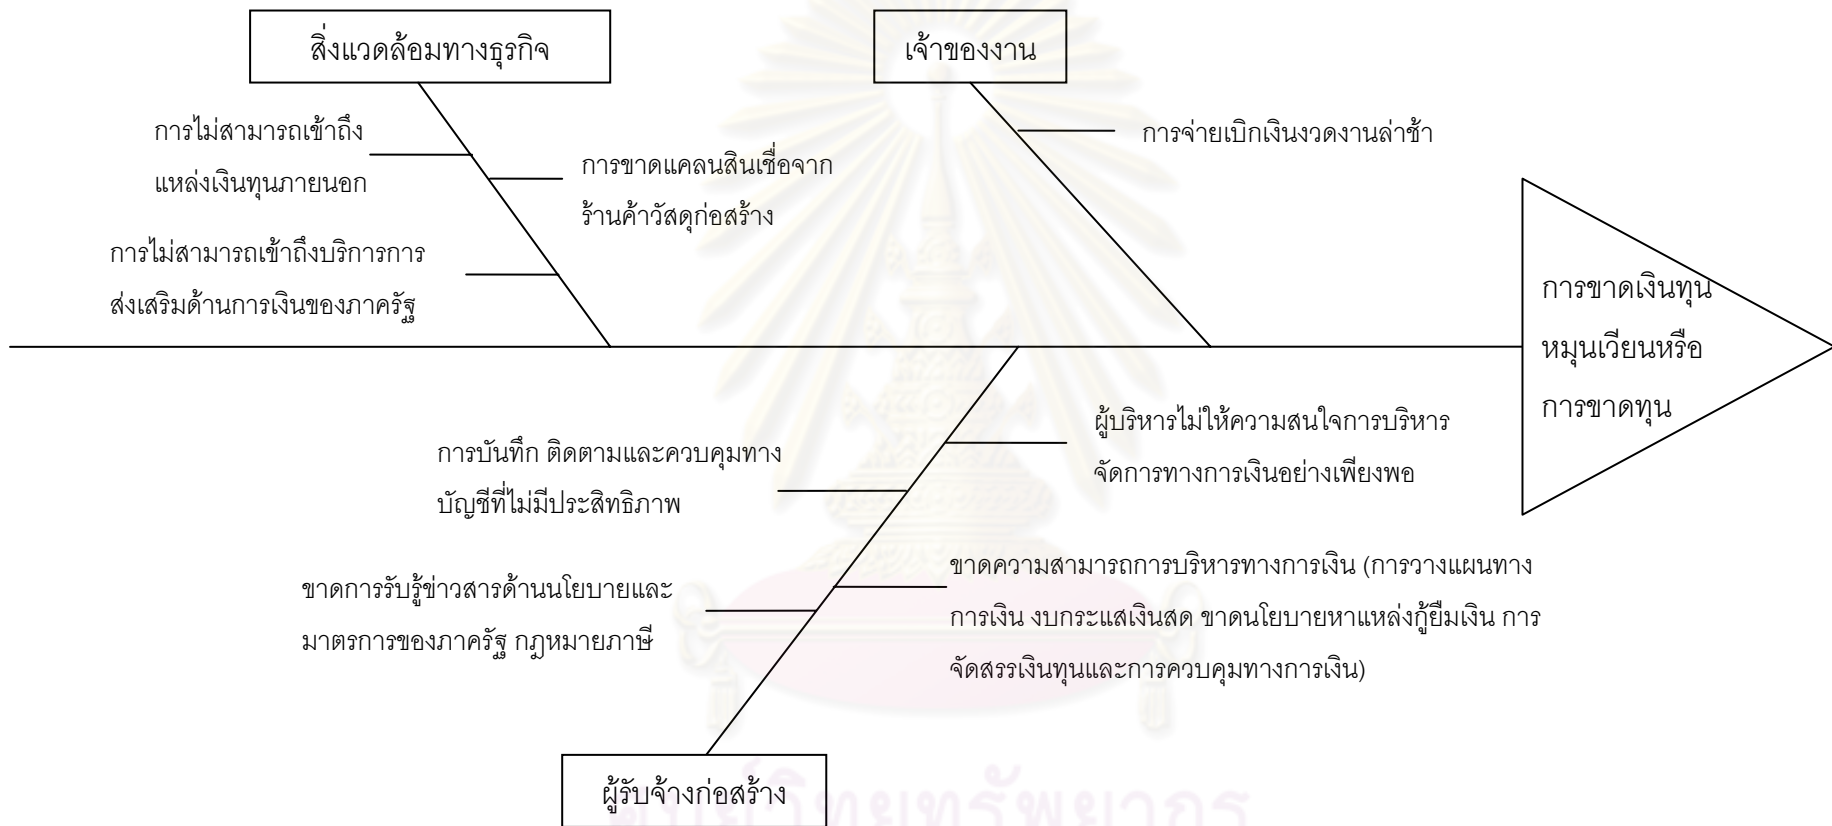 สิ่งแวดล้อมทางธุรกิจ
เจ้าของงาน
การไม่สามารถเข้าถึง
แหล่งเงินทุนภายนอก
การขาดแคลนสินเชื่อจาก
ร้านค้าวัสดุก่อสร้าง
การจ่ายเบิกเงินงวดงานล่าช้า
การไม่สามารถเข้าถึงบริการการ
ส่งเสริมด้านการเงินของภาครัฐ
การขาดเงินทุน
หมุนเวียนหรือ
การขาดทุน
การบันทึก ติดตามและควบคุมทาง
บัญชีที่ไม่มีประสิทธิภาพ
ผู้บริหารไม่ให้ความสนใจการบริหาร
จัดการทางการเงินอย่างเพียงพอ
ขาดการรับรู้ข่าวสารด้านนโยบายและ
มาตรการของภาครัฐ กฎหมายภาษี
ขาดความสามารถการบริหารทางการเงิน (การวางแผนทาง
การเงิน งบกระแสเงินสด ขาดนโยบายหาแหล่งกู้ยืมเงิน การ
จัดสรรเงินทุนและการควบคุมทางการเงิน)
ผู้รับจ้างก่อสร้าง
ศูนย์วิทยทรัพยากร